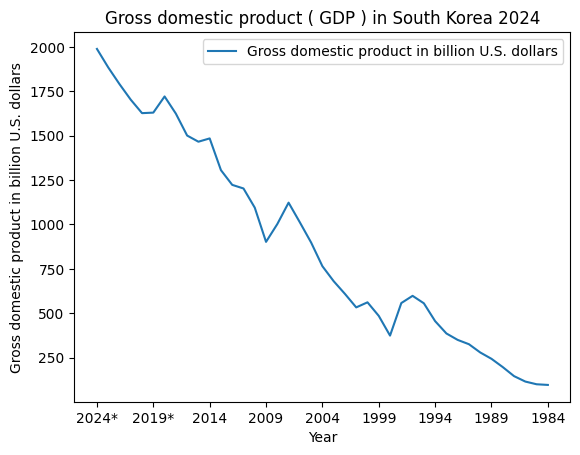 Gross domestic product ( GDP ) in South Korea 2024
Gross domestic product in billion U.S. dollars
Gross domestic product in billion U.S. dollars
2000
1750
1500
1250
1000
750
500
250
2024* 2019* 2014 2009 2004 1999 1994 1989 1984
Year